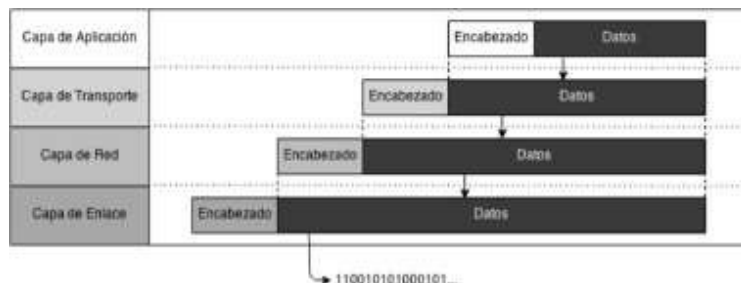 Capa de Aplicación
Encabezado
Datos
Capa de Transporte
Encabezado
Datos
Capa de Red
Encabezado
Datos
Capa de Enlace
Encabezado
Datos
110010101000101...